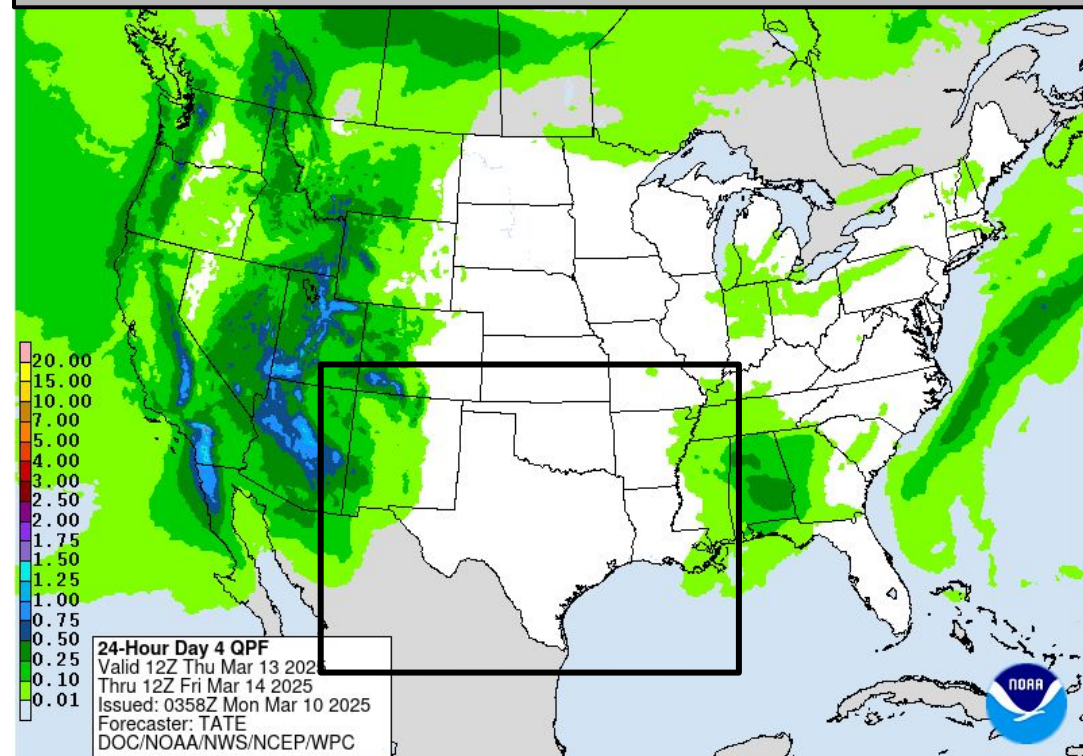 20.00
15.00
10.00
7.00
5.00
4.00
3.00
2.50
2.00
1.75
1.50
1.25
1.00
0.75
0.50
0.25
0.10
0.01
24-Hour Day 4 QPF
Valid 12Z Thu Mar 13 2025
Thru 12Z Fri Mar 14 2025
Issued: 0358Z Mon Mar 10 2025
Forecaster: TATE
DOC/NOAA/NWS/NCEP/WPC
NOAA